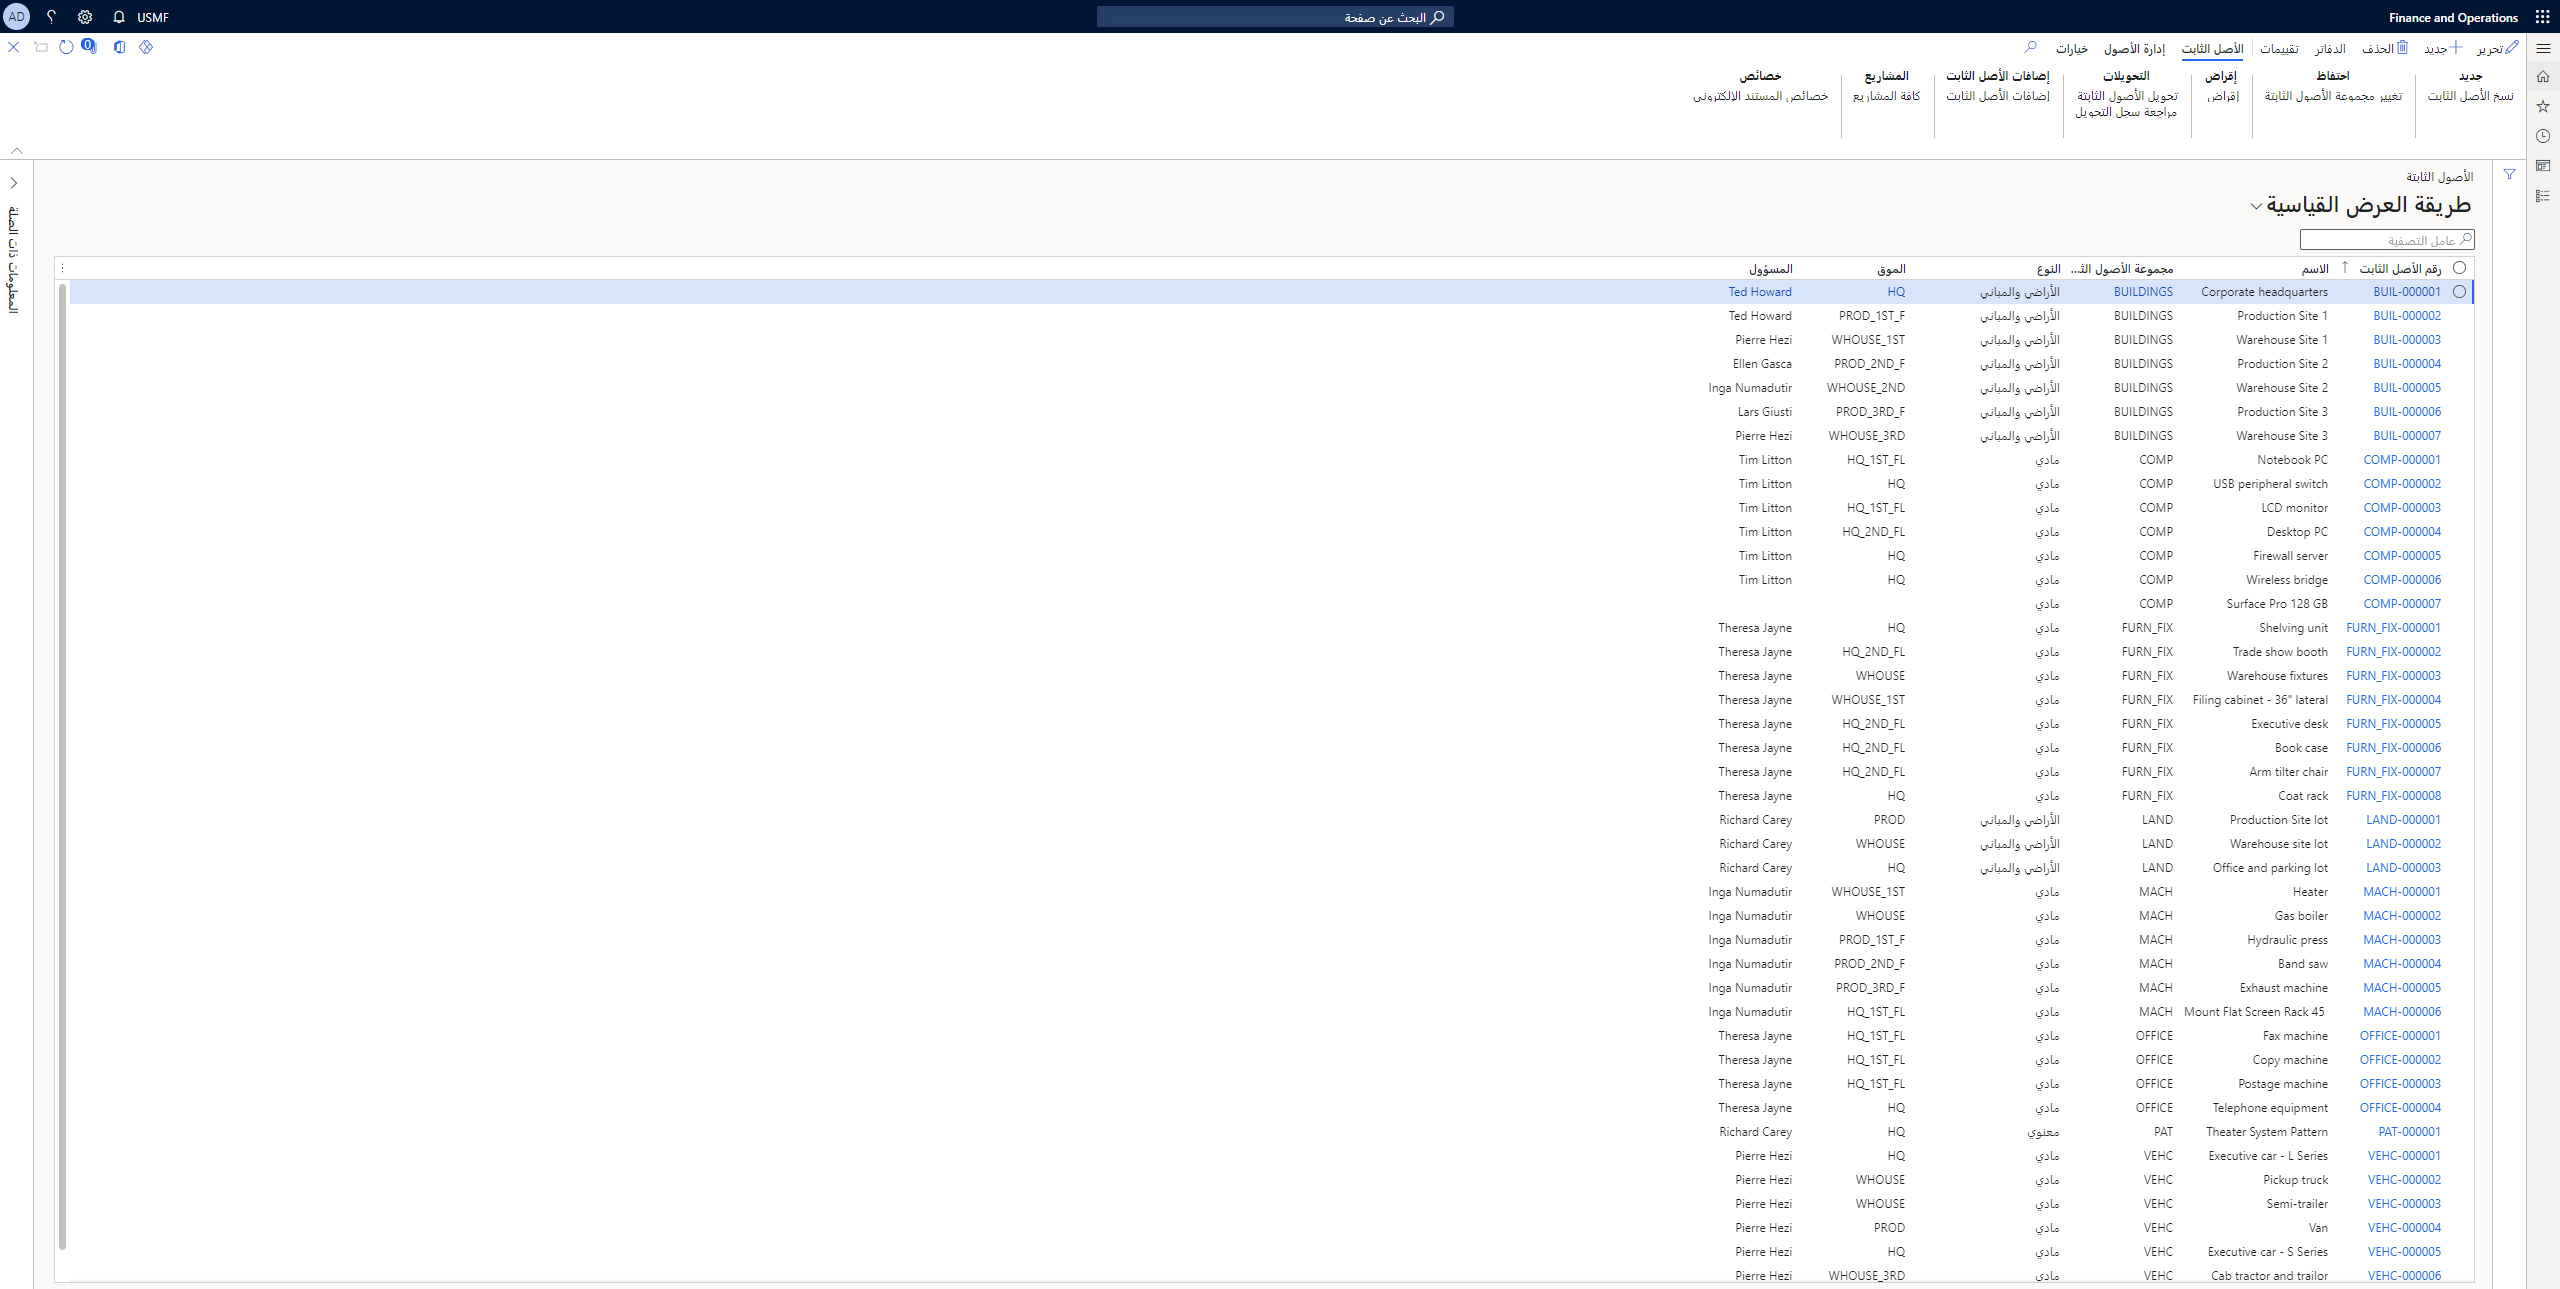 Finance and Operations
البحث عن صفحة
USMF
AD
تحرير جديد الحذف الدفاتر تقييمات الأصل الثابت إدارة الأصول خيارات
0
جديد
نسخ الأصل الثابت
احتفاظ
تغيير مجموعة الأصول الثابتة
إقراض
إقراض
التحويلات
تحويل الأصول الثابتة
مراجعة سجل التحويل
إضافات الأصل الثابت
إضافات الأصل الثابت
المشاريع
كافة المشاريع
خصائص
خصائص المستند الإلكتروني
الأصول الثابتة
طريقة العرض القياسية
عامل التصفية
المعلومات ذات الصلة
رقم الأصل الثابت الاسم مجموعة الأصول الثـ... النوع الموق المسؤول
BUIL-000001 Corporate headquarters BUILDINGS الأراضي والمباني HQ Ted Howard
BUIL-000002 Production Site 1 BUILDINGS الأراضي والمباني PROD_1ST_F Ted Howard
BUIL-000003 Warehouse Site 1 BUILDINGS الأراضي والمباني WHOUSE_1ST Pierre Hezi
BUIL-000004 Production Site 2 BUILDINGS الأراضي والمباني PROD_2ND_F Ellen Gasca
BUIL-000005 Warehouse Site 2 BUILDINGS الأراضي والمباني WHOUSE_2ND Inga Numadutir
BUIL-000006 Production Site 3 BUILDINGS الأراضي والمباني PROD_3RD_F Lars Giusti
BUIL-000007 Warehouse Site 3 BUILDINGS الأراضي والمباني WHOUSE_3RD Pierre Hezi
COMP-000001 Notebook PC COMP مادي HQ_1ST_FL Tim Litton
COMP-000002 USB peripheral switch COMP مادي HQ Tim Litton
COMP-000003 LCD monitor COMP مادي HQ_1ST_FL Tim Litton
COMP-000004 Desktop PC COMP مادي HQ_2ND_FL Tim Litton
COMP-000005 Firewall server COMP مادي HQ Tim Litton
COMP-000006 Wireless bridge COMP مادي HQ Tim Litton
COMP-000007 Surface Pro 128 GB COMP مادي
FURN_FIX-000001 Shelving unit FURN_FIX مادي HQ Theresa Jayne
FURN_FIX-000002 Trade show booth FURN_FIX مادي HQ_2ND_FL Theresa Jayne
FURN_FIX-000003 Warehouse fixtures FURN_FIX مادي WHOUSE Theresa Jayne
FURN_FIX-000004 Filing cabinet - 36" lateral FURN_FIX مادي WHOUSE_1ST Theresa Jayne
FURN_FIX-000005 Executive desk FURN_FIX مادي HQ_2ND_FL Theresa Jayne
FURN_FIX-000006 Book case FURN_FIX مادي HQ_2ND_FL Theresa Jayne
FURN_FIX-000007 Arm tilter chair FURN_FIX مادي HQ_2ND_FL Theresa Jayne
FURN_FIX-000008 Coat rack FURN_FIX مادي HQ Theresa Jayne
LAND-000001 Production Site lot LAND الأراضي والمباني PROD Richard Carey
LAND-000002 Warehouse site lot LAND الأراضي والمباني WHOUSE Richard Carey
LAND-000003 Office and parking lot LAND الأراضي والمباني HQ Richard Carey
MACH-000001 Heater MACH مادي WHOUSE_1ST Inga Numadutir
MACH-000002 Gas boiler MACH مادي WHOUSE Inga Numadutir
MACH-000003 Hydraulic press MACH مادي PROD_1ST_F Inga Numadutir
MACH-000004 Band saw MACH مادي PROD_2ND_F Inga Numadutir
MACH-000005 Exhaust machine MACH مادي PROD_3RD_F Inga Numadutir
MACH-000006 Mount Flat Screen Rack 45 MACH مادي HQ_1ST_FL Inga Numadutir
OFFICE-000001 Fax machine OFFICE مادي HQ_1ST_FL Theresa Jayne
OFFICE-000002 Copy machine OFFICE مادي HQ_1ST_FL Theresa Jayne
OFFICE-000003 Postage machine OFFICE مادي HQ_1ST_FL Theresa Jayne
OFFICE-000004 Telephone equipment OFFICE مادي HQ Theresa Jayne
PAT-000001 Theater System Pattern PAT معنوي HQ Richard Carey
VEHC-000001 Executive car - L Series VEHC مادي HQ Pierre Hezi
VEHC-000002 Pickup truck VEHC مادي WHOUSE Pierre Hezi
VEHC-000003 Semi-trailer VEHC مادي WHOUSE Pierre Hezi
VEHC-000004 Van VEHC مادي PROD Pierre Hezi
VEHC-000005 Executive car - S Series VEHC مادي HQ Pierre Hezi
VEHC-000006 Cab tractor and trailor VEHC مادي WHOUSE_3RD Pierre Hezi